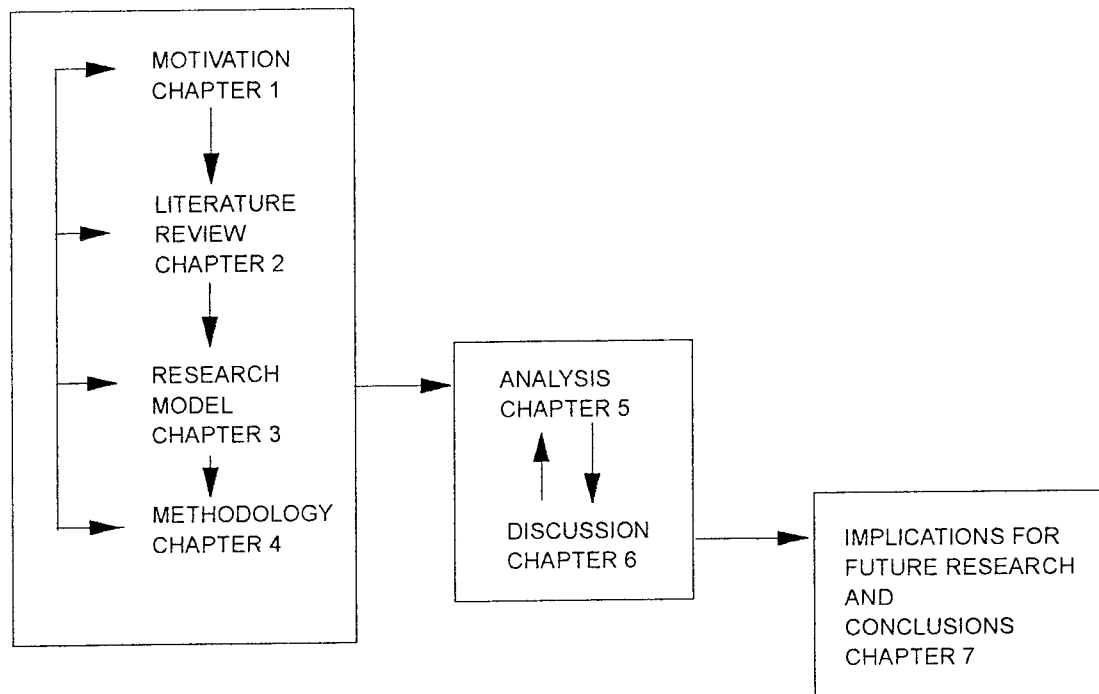 MOTIVATION
CHAPTER 1
LITERATURE
REVIEW
CHAPTER 2
RESEARCH
MODEL
CHAPTER 3
METHODOLOGY
CHAPTER 4
ANALYSIS
CHAPTER 5
DISCUSSION
CHAPTER 6
IMPLICATIONS FOR
FUTURE RESEARCH
AND
CONCLUSIONS
CHAPTER 7